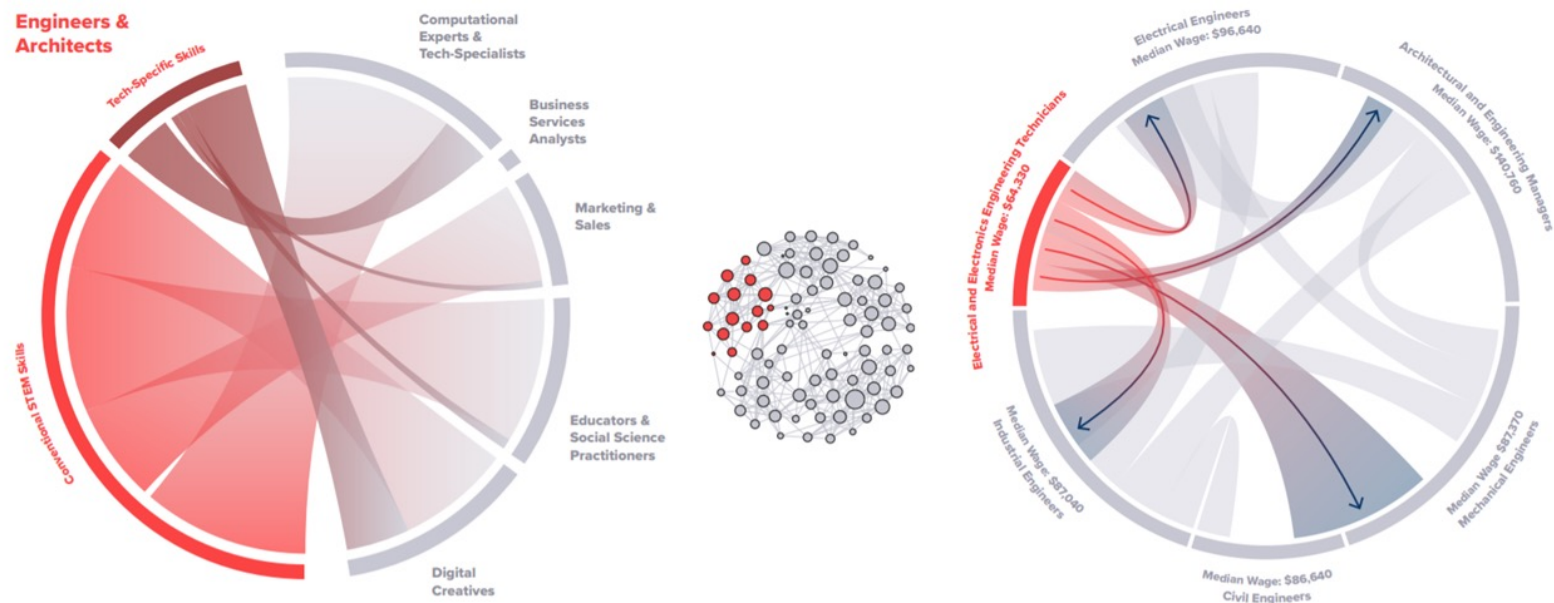 Engineers &
Architects
Tech-Specific Skills
Conventional STEM Skills
Computational
Experts &
Tech-Specialists
Business
Services
Analysts
Marketing &
Sales
Educators &
Social Science
Practitioners
Digital
Creatives
Electrical and Electronics Engineering Technicians
Median Wage: $64,330
Electrical Engineers
Median Wage: $96,640
Architectural and Engineering Managers
Median Wage: $140,760
Median Wage $87,370
Mechanical Engineers
Median Wage: $86,640
Civil Engineers
Median Wage: $87,040
Industrial Engineers